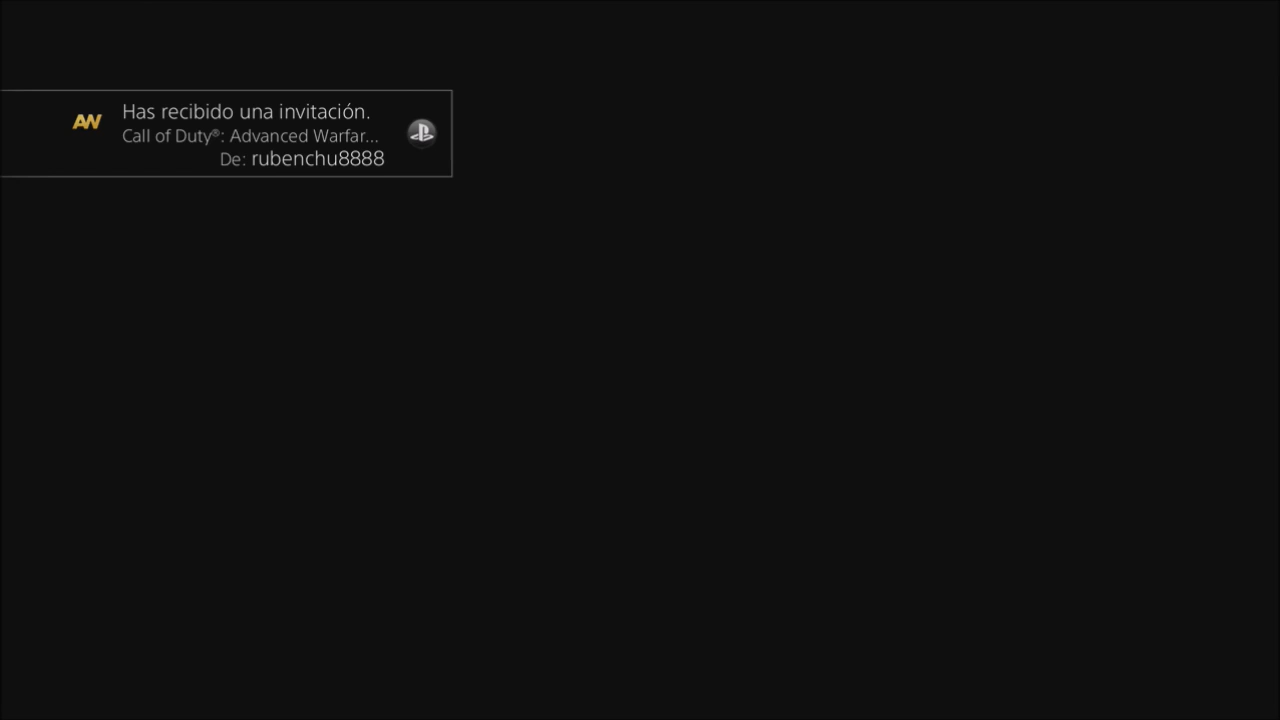 AW
Has recibido una invitación.
Call of Duty®: Advanced Warfar...
De: rubenchu8888